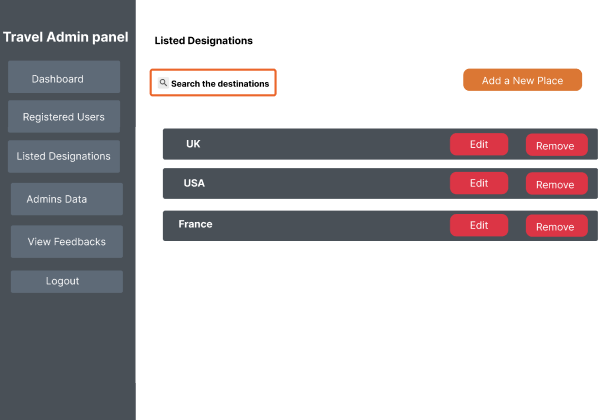 Travel Admin panel
Dashboard
Registered Users
Listed Designations
Admins Data
View Feedbacks
Logout
Listed Designations
Search the destinations
Add a New Place
UK Edit Remove
USA Edit Remove
France Edit Remove